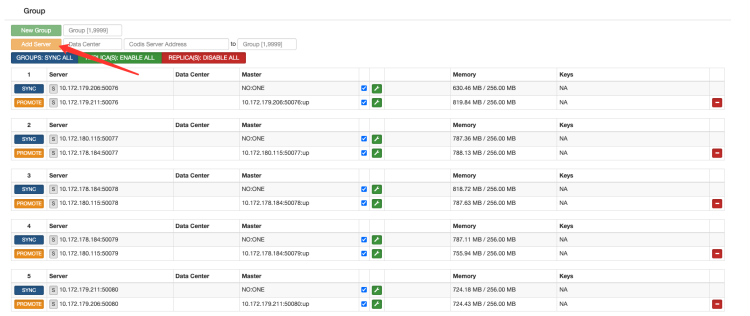 Group
New Group Group [1,9999]
Add Server Data Center Codis Server Address to Group [1,9999]
GROUPS: SYNC ALL REPLICA(S): ENABLE ALL REPLICA(S): DISABLE ALL
1 Server Data Center Master Memory Keys
SYNC S 10.172.179.206:50076 NO:ONE 630.46 MB / 256.00 MB NA
PROMOTE S 10.172.179.211:50076 10.172.179.206:50076:up 819.84 MB / 256.00 MB NA
2 Server Data Center Master Memory Keys
SYNC S 10.172.180.115:50077 NO:ONE 787.36 MB / 256.00 MB NA
PROMOTE S 10.172.178.184:50077 10.172.180.115:50077:up 788.13 MB / 256.00 MB NA
3 Server Data Center Master Memory Keys
SYNC S 10.172.178.184:50078 NO:ONE 818.72 MB / 256.00 MB NA
PROMOTE S 10.172.180.115:50078 10.172.178.184:50078:up 787.63 MB / 256.00 MB NA
4 Server Data Center Master Memory Keys
SYNC S 10.172.178.184:50079 NO:ONE 787.11 MB / 256.00 MB NA
PROMOTE S 10.172.180.115:50079 10.172.178.184:50079:up 755.94 MB / 256.00 MB NA
5 Server Data Center Master Memory Keys
SYNC S 10.172.179.211:50080 NO:ONE 724.18 MB / 256.00 MB NA
PROMOTE S 10.172.179.206:50080 10.172.179.211:50080:up 724.43 MB / 256.00 MB NA